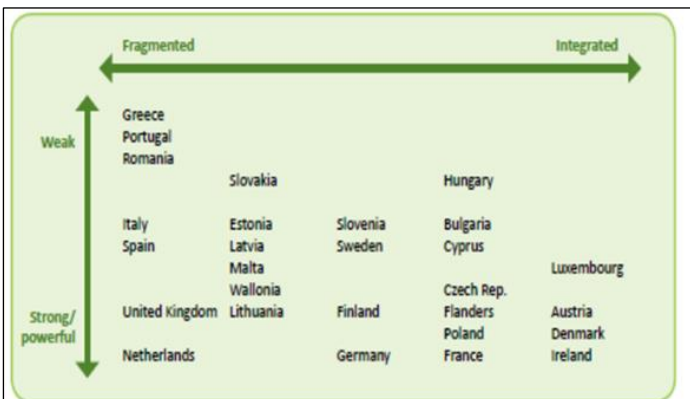 Fragmented Integrated
Weak
Greece
Portugal
Romania
Slovakia Hungary
Italy Estonia Slovenia Bulgaria
Spain Latvia Sweden Cyprus
Malta Luxembourg
Wallonia Czech Rep.
Strong/
powerful
United Kingdom Lithuania Finland Flanders Austria
Poland Denmark
Netherlands Germany France Ireland